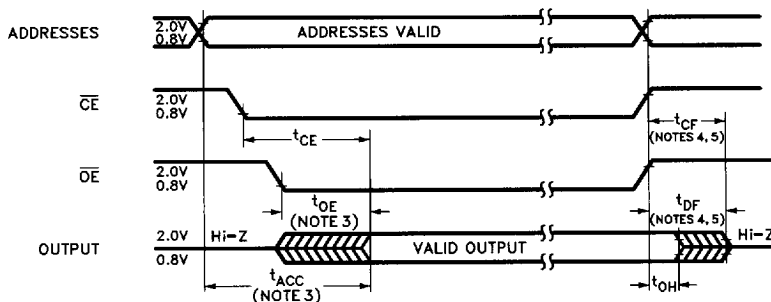 ADDRESSES
2.0V
0.8V
ADDRESSES VALID
CE
2.0V
0.8V
tCE
tCF
(NOTES 4, 5)
OE
2.0V
0.8V
tOE
(NOTE 3)
tDF
(NOTES 4,5)
OUTPUT
2.0V
0.8V
Hi-Z
VALID OUTPUT
Hi-Z
tACC
(NOTE 3)
tOH